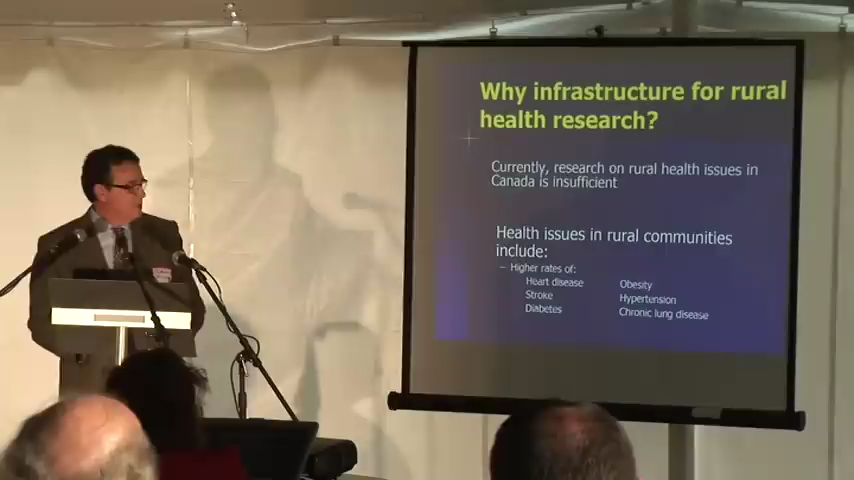 Why infrastructure for rural
health research?
Currently, research on rural health issues in
Canada is insufficient
Health issues in rural communities
include:
– Higher rates of:
Heart disease
Stroke
Diabetes
Obesity
Hypertension
Chronic lung disease